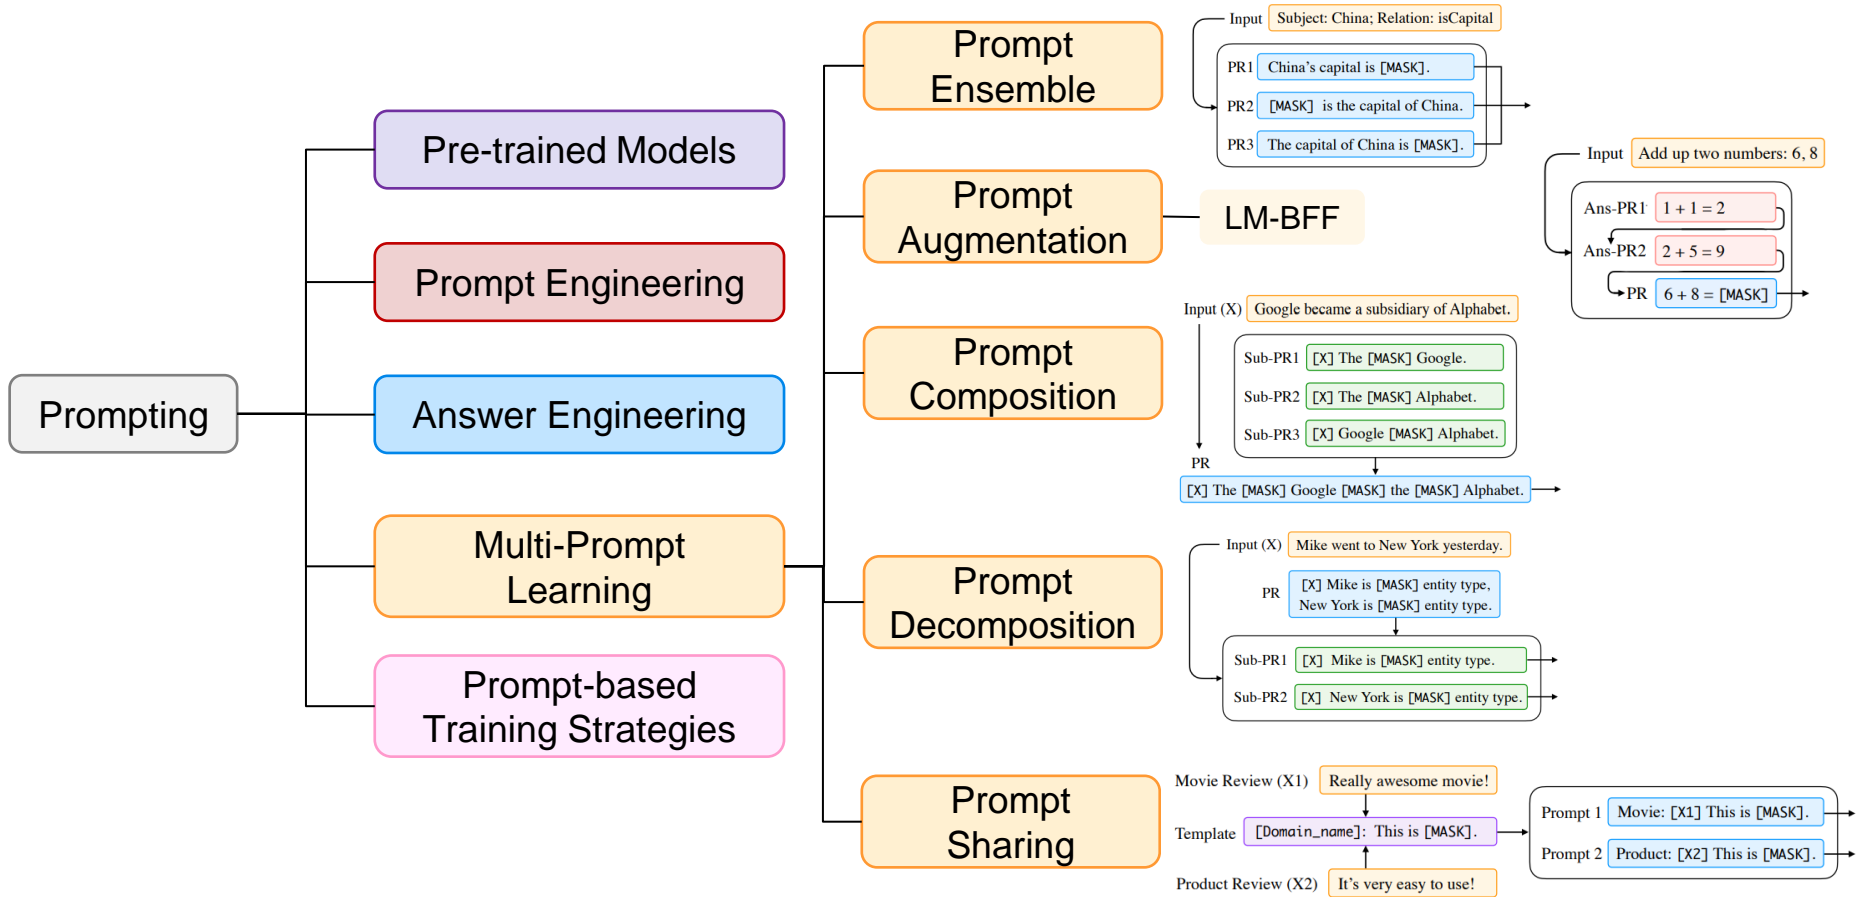 Prompting
Pre-trained Models
Prompt Engineering
Answer Engineering
Multi-Prompt
Learning
Prompt-based
Training Strategies
Prompt
Ensemble
Input Subject: China; Relation: isCapital
PR1 China's capital is [MASK].
PR2 [MASK] is the capital of China.
PR3 The capital of China is [MASK].
Prompt
Augmentation
LM-BFF
Input Add up two numbers: 6, 8
Ans-PR1 1 + 1 = 2
Ans-PR2 2 + 5 = 9
PR 6 + 8 = [MASK]
Prompt
Composition
Input (X) Google became a subsidiary of Alphabet.
Sub-PR1 [X] The [MASK] Google.
Sub-PR2 [X] The [MASK] Alphabet.
Sub-PR3 [X] Google [MASK] Alphabet.
PR
[X] The [MASK] Google [MASK] the [MASK] Alphabet.
Prompt
Decomposition
Input (X) Mike went to New York yesterday.
PR [X] Mike is [MASK] entity type,
New York is [MASK] entity type.
Sub-PR1 [X] Mike is [MASK] entity type.
Sub-PR2 [X] New York is [MASK] entity type.
Prompt
Sharing
Movie Review (X1) Really awesome movie!
Template [Domain_name]: This is [MASK].
Product Review (X2) It's very easy to use!
Prompt 1 Movie: [X1] This is [MASK].
Prompt 2 Product: [X2] This is [MASK].